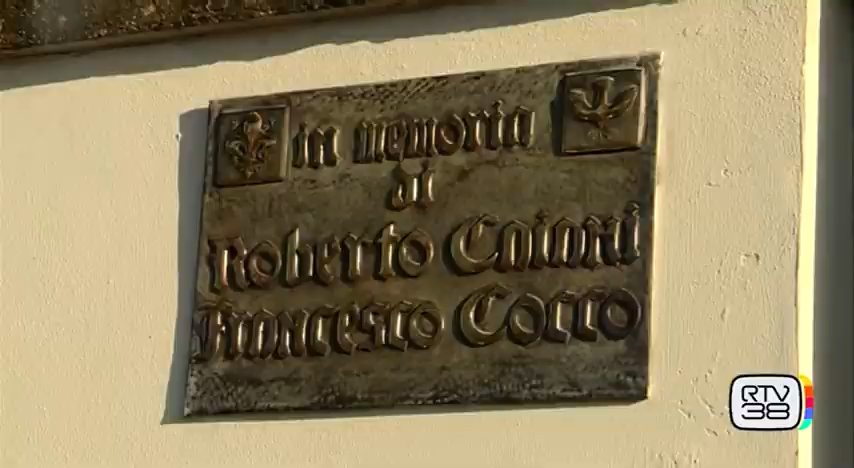 in memoria
di
Roberto Caiani
Francesco Cocco
RTV
38